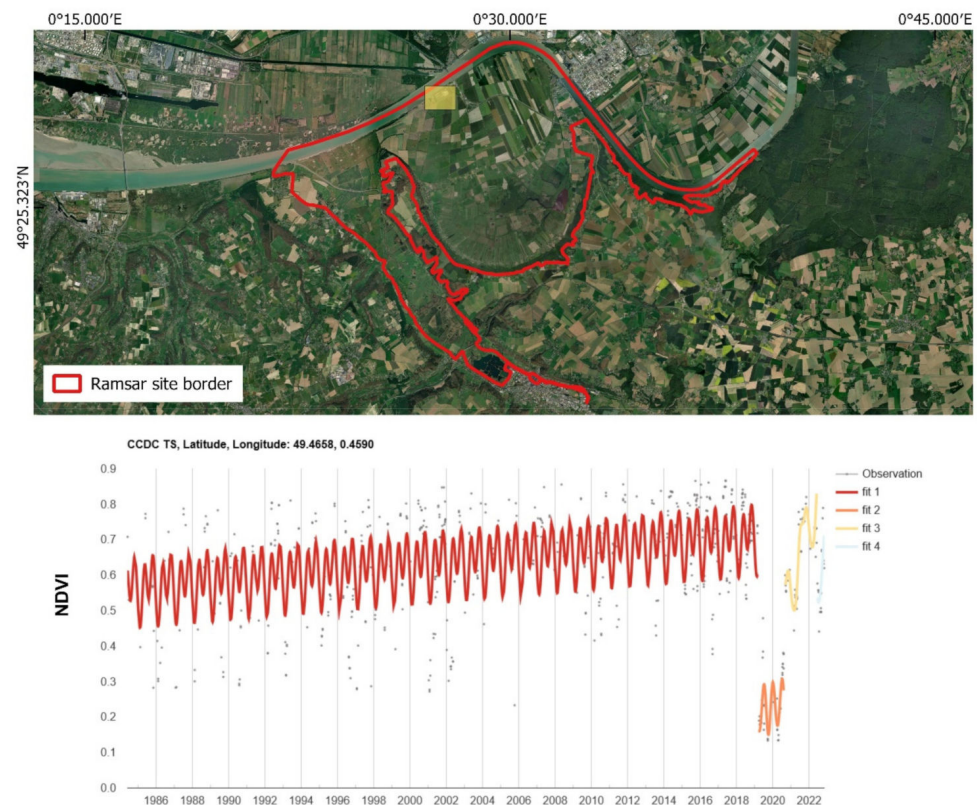 0°15.000′E 0°30.000′E 0°45.000′E
49°25.323′N
Ramsar site border
CCDC TS, Latitude, Longitude: 49.4658, 0.4590
NDVI
0.9
0.8
0.7
0.6
0.5
0.4
0.3
0.2
0.1
0.0
1986 1988 1990 1992 1994 1996 1998 2000 2002 2004 2006 2008 2010 2012 2014 2016 2018 2020 2022
Observation
fit 1
fit 2
fit 3
fit 4